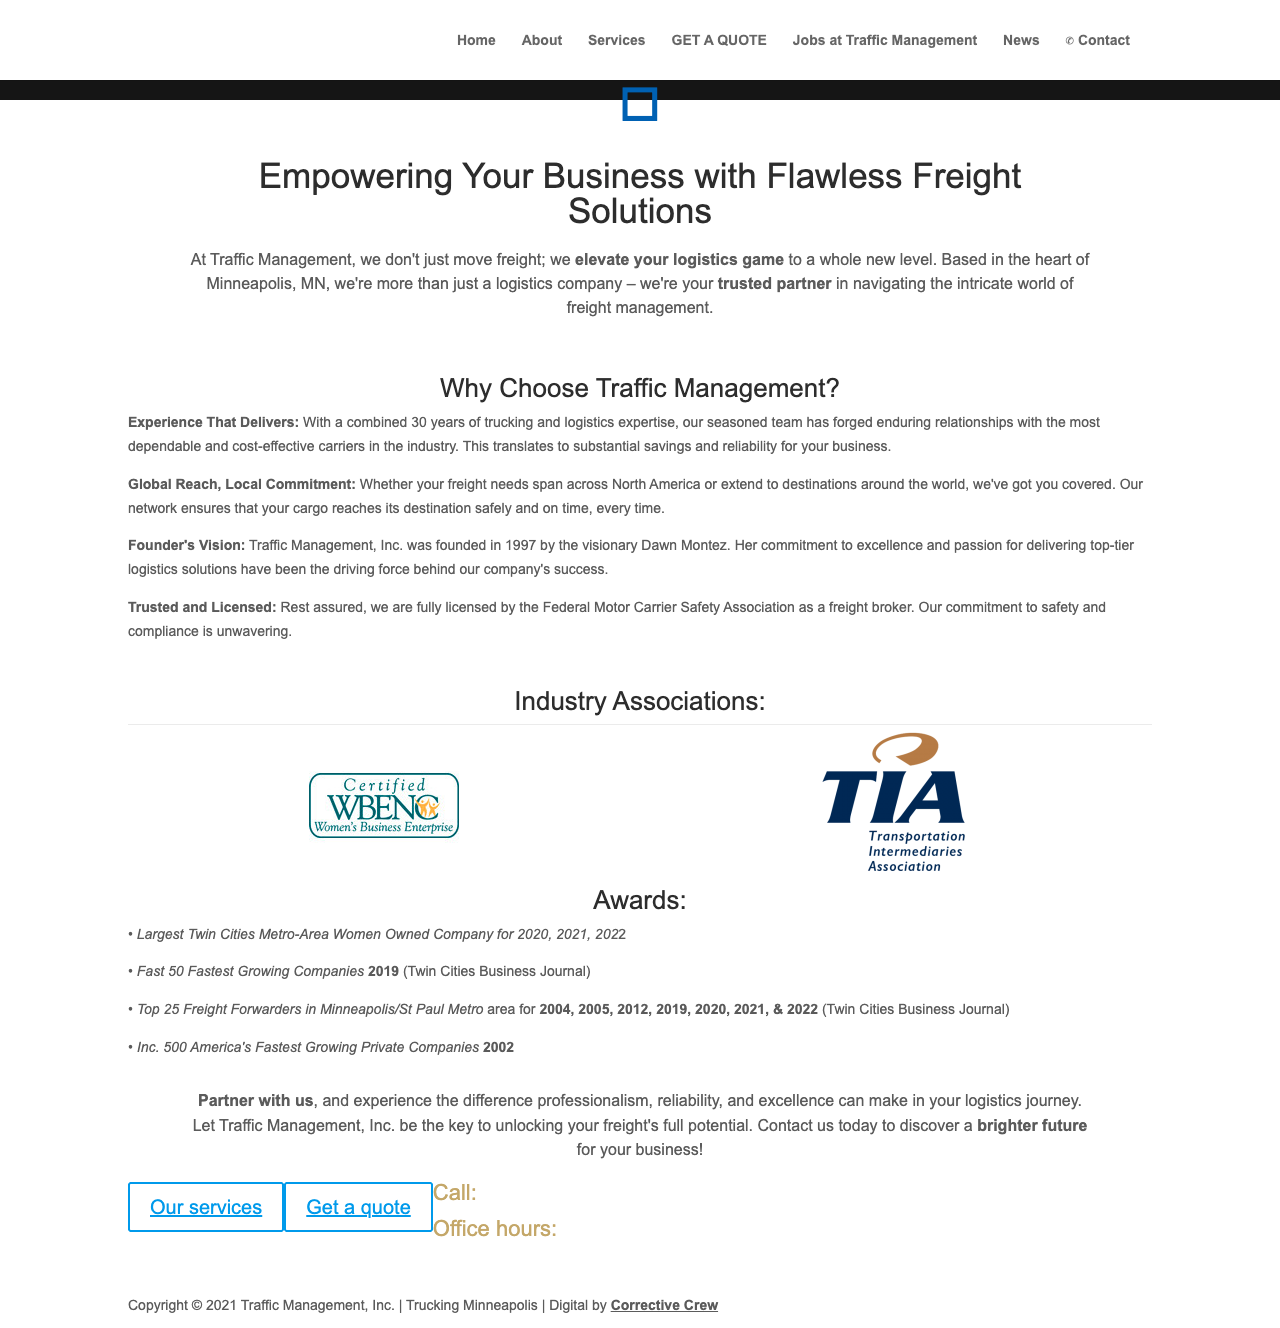 Home About Services GET A QUOTE Jobs at Traffic Management News ✆ Contact
Empowering Your Business with Flawless Freight
Solutions
At Traffic Management, we don't just move freight; we elevate your logistics game to a whole new level. Based in the heart of
Minneapolis, MN, we're more than just a logistics company – we're your trusted partner in navigating the intricate world of
freight management.
Why Choose Traffic Management?
Experience That Delivers: With a combined 30 years of trucking and logistics expertise, our seasoned team has forged enduring relationships with the most
dependable and cost-effective carriers in the industry. This translates to substantial savings and reliability for your business.
Global Reach, Local Commitment: Whether your freight needs span across North America or extend to destinations around the world, we've got you covered. Our
network ensures that your cargo reaches its destination safely and on time, every time.
Founder's Vision: Traffic Management, Inc. was founded in 1997 by the visionary Dawn Montez. Her commitment to excellence and passion for delivering top-tier
logistics solutions have been the driving force behind our company's success.
Trusted and Licensed: Rest assured, we are fully licensed by the Federal Motor Carrier Safety Association as a freight broker. Our commitment to safety and
compliance is unwavering.
Industry Associations:
Certified
WBENC
Women's Business Enterprise
TIA
Transportation
Intermediaries
Association
Awards:
• Largest Twin Cities Metro-Area Women Owned Company for 2020, 2021, 2022
• Fast 50 Fastest Growing Companies 2019 (Twin Cities Business Journal)
• Top 25 Freight Forwarders in Minneapolis/St Paul Metro area for 2004, 2005, 2012, 2019, 2020, 2021, & 2022 (Twin Cities Business Journal)
• Inc. 500 America's Fastest Growing Private Companies 2002
Partner with us, and experience the difference professionalism, reliability, and excellence can make in your logistics journey.
Let Traffic Management, Inc. be the key to unlocking your freight's full potential. Contact us today to discover a brighter future
for your business!
Our services Get a quote Call:
Office hours:
Copyright © 2021 Traffic Management, Inc. | Trucking Minneapolis | Digital by Corrective Crew